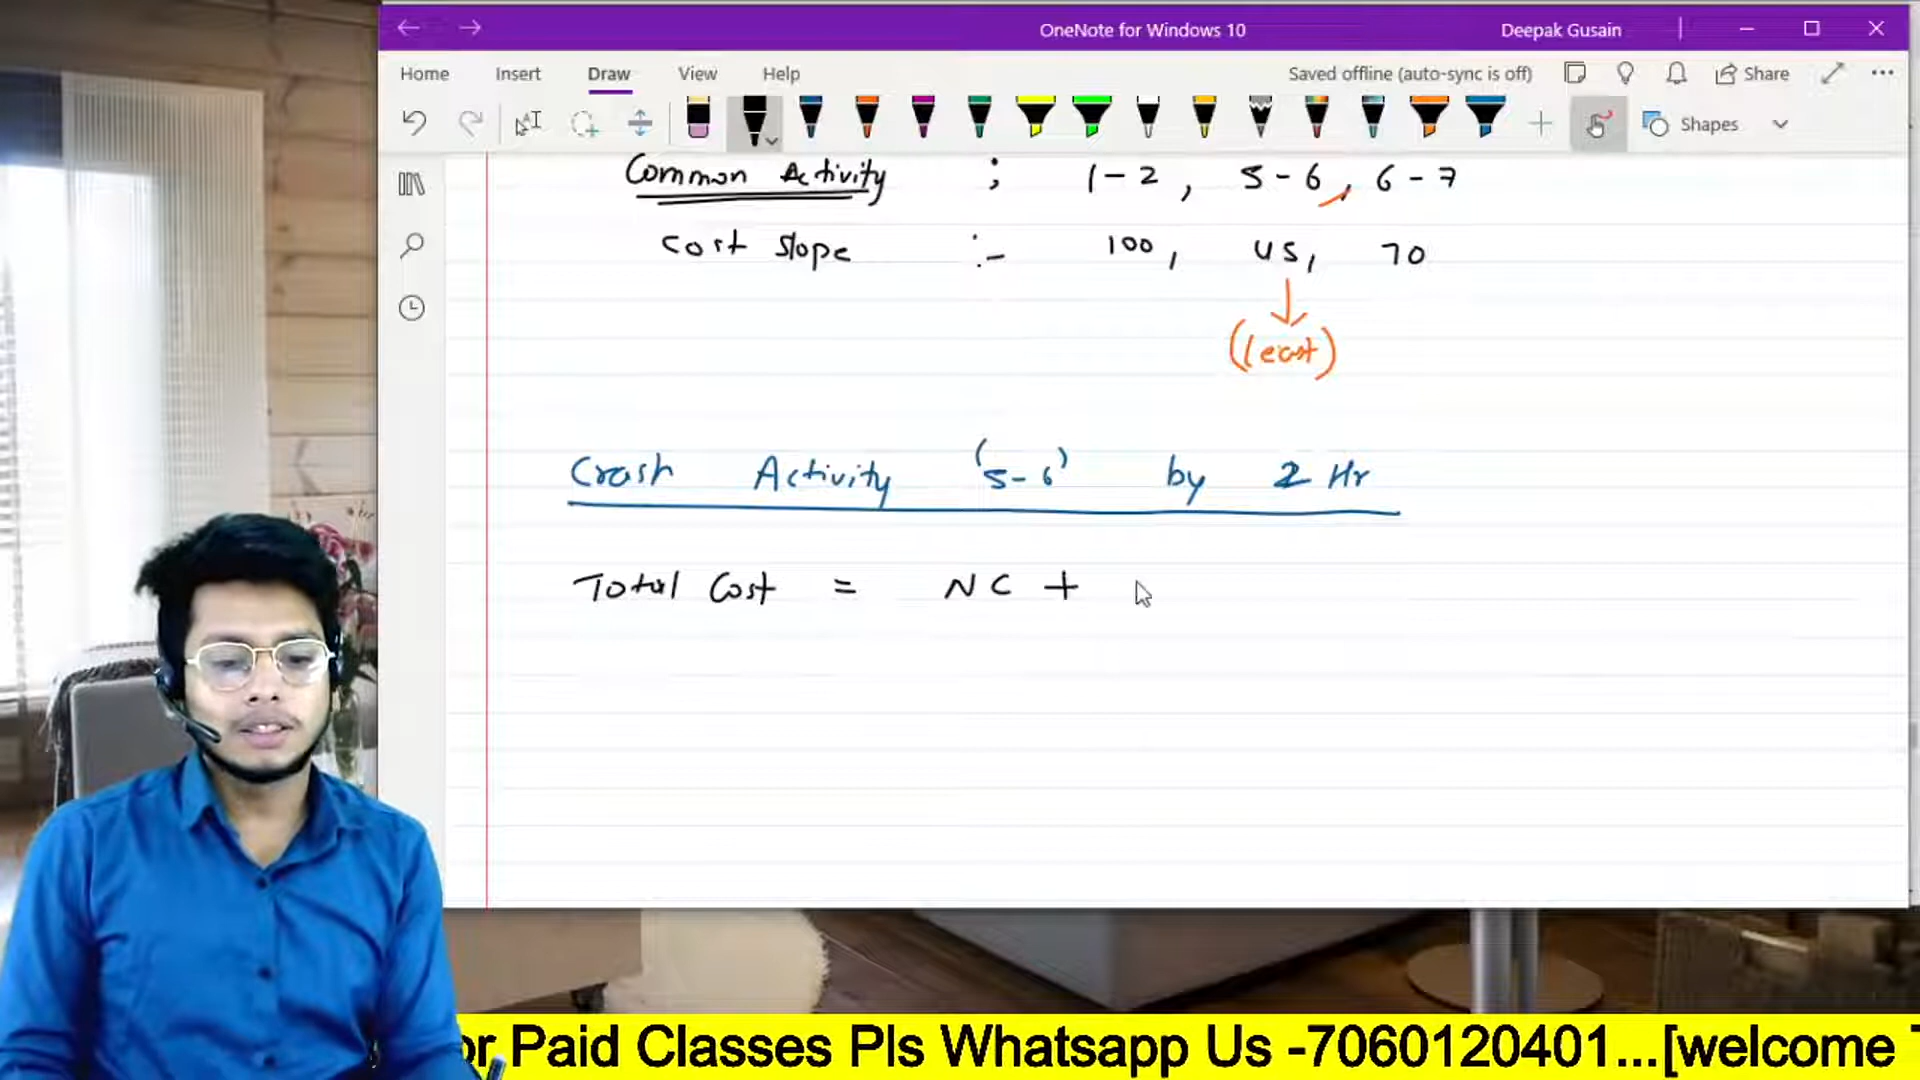 OneNote for Windows 10 Deepak Gusain
Home Insert Draw View Help Saved offline (auto-sync is off) Share
Shapes
Common Activity : 1-2, 5-6, 6-7
Cost Slope :- 100, 45, 70
(least)
Crash Activity (5-6) by 2 Hr
Total Cost = NC +
or Paid Classes Pls Whatsapp Us -7060120401...[welcome